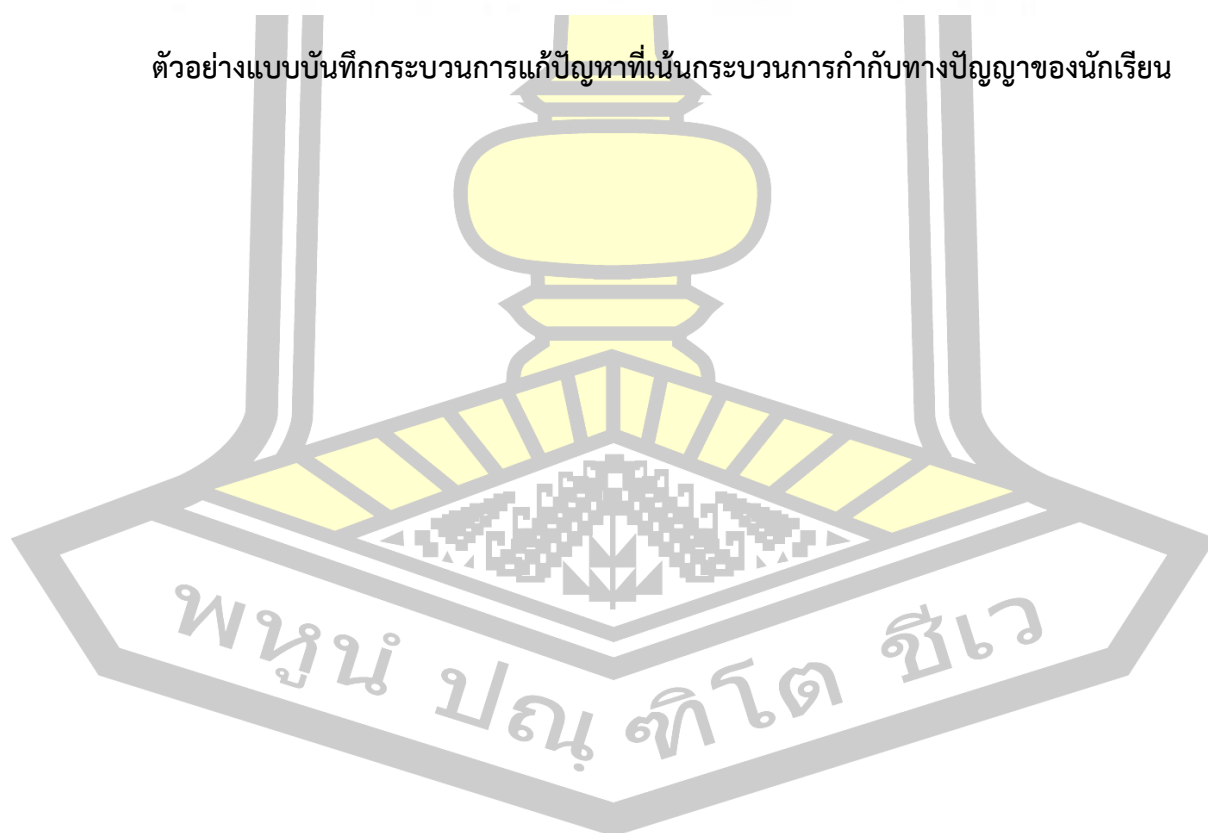 ตัวอย่างแบบบันทึกกระบวนการแก้ปัญหาที่เน้นกระบวนการกำกับทางปัญญาของนักเรียน
พหูนํ ปณฺฑิโต ชีเว